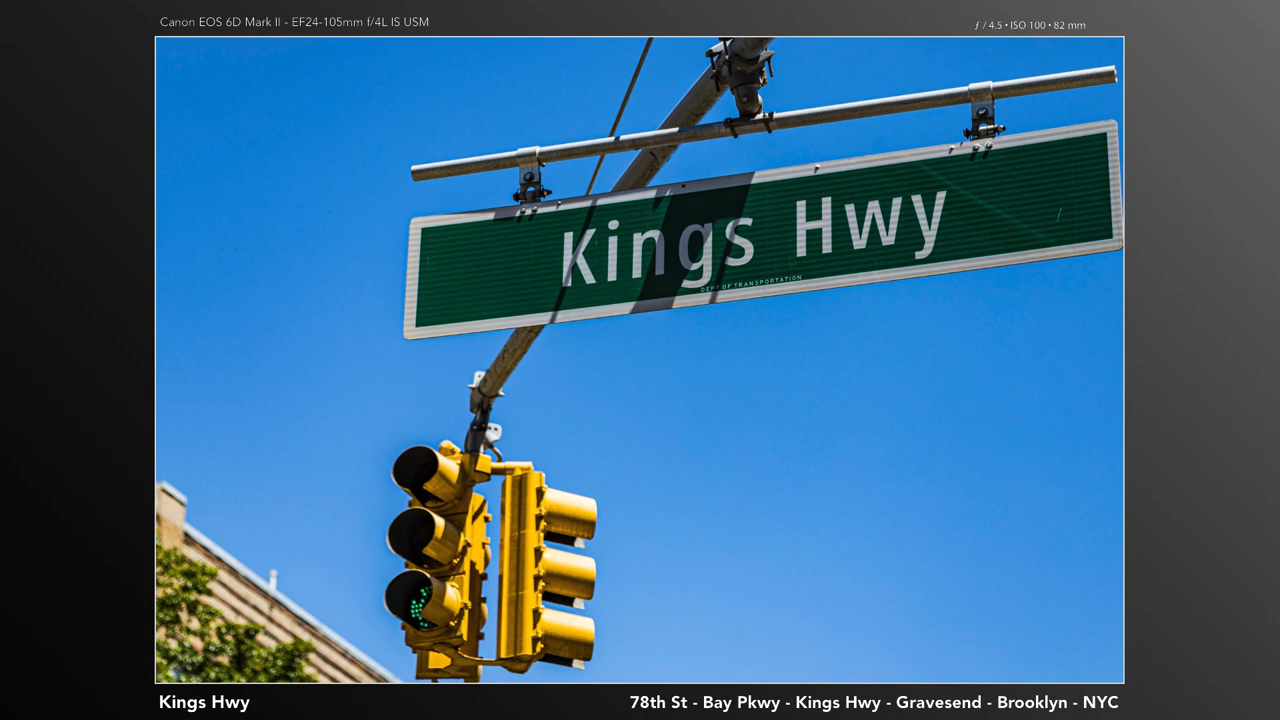 Canon EOS 6D Mark II - EF24-105mm f/4L IS USM
ƒ / 4.5 • ISO 100 • 82 mm
Kings Hwy
DEPT OF TRANSPORTATION
Kings Hwy
78th St - Bay Pkwy - Kings Hwy - Gravesend - Brooklyn - NYC